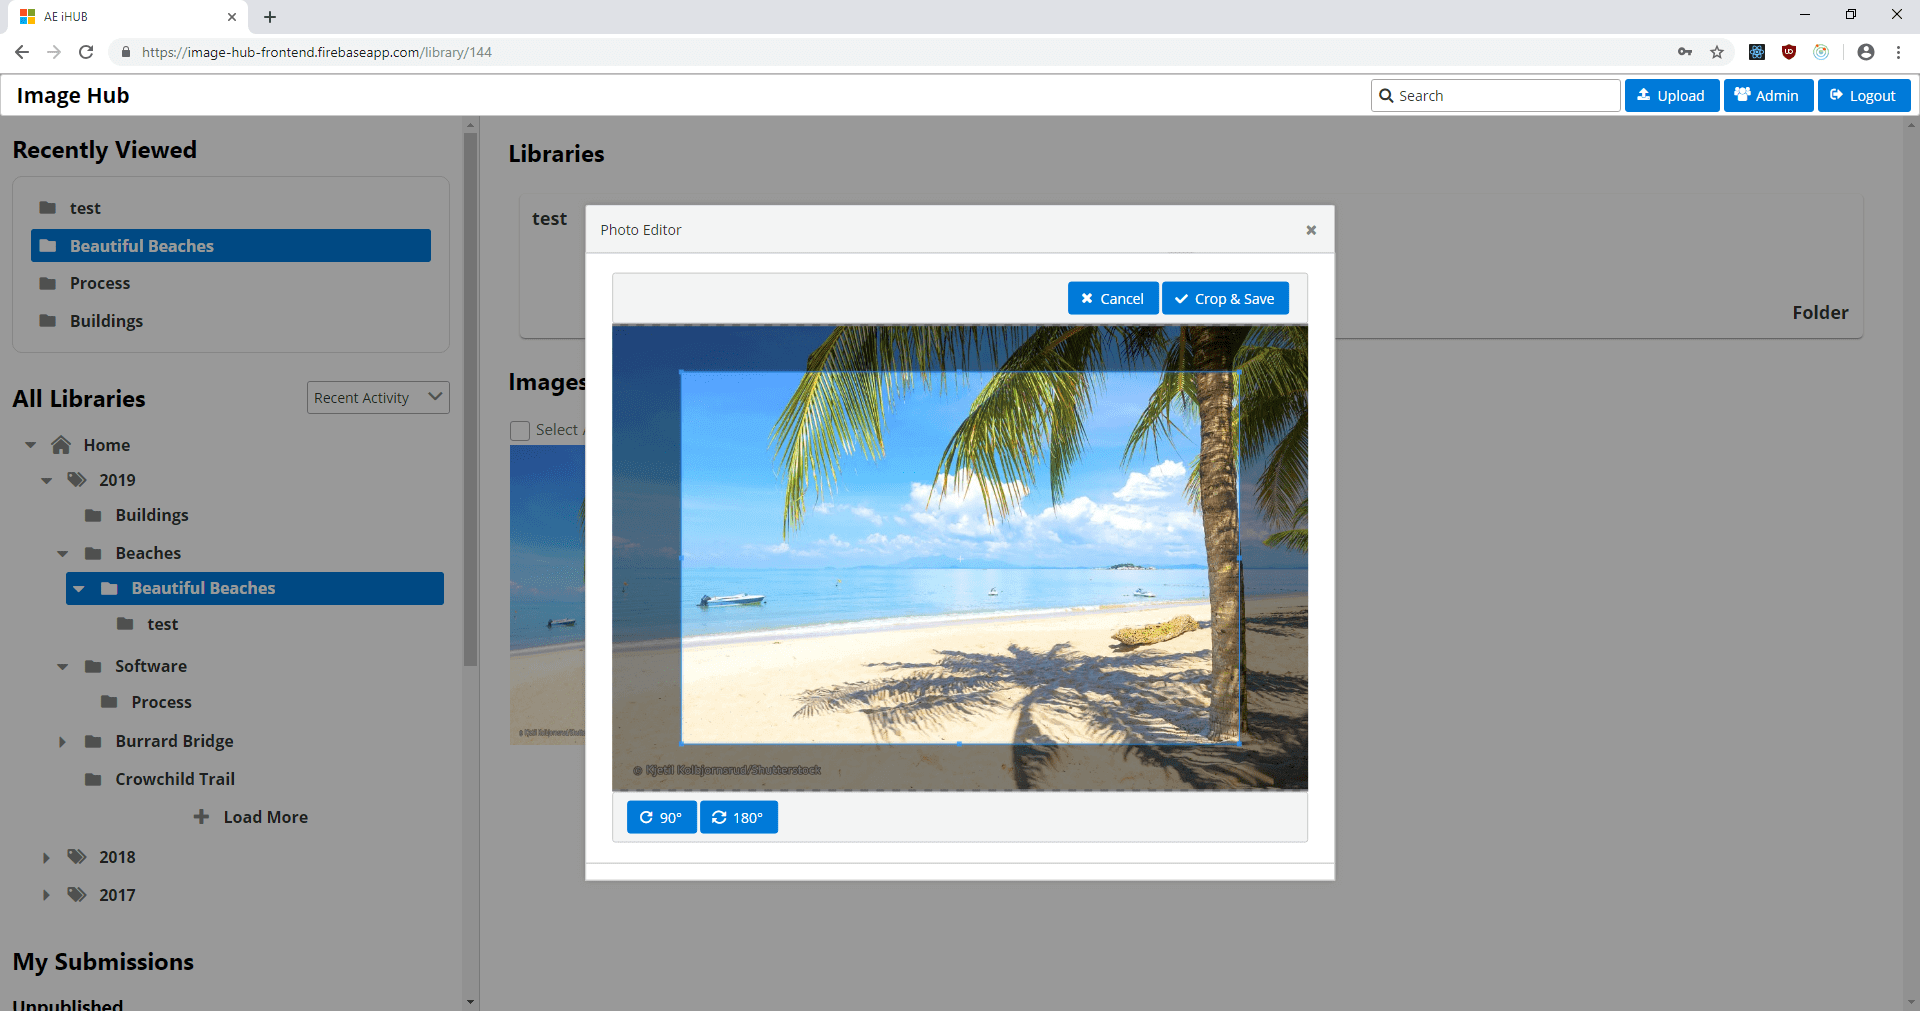 AE iHUB
https://image-hub-frontend.firebaseapp.com/library/144
Image Hub
Search
Upload
Admin
Logout
Recently Viewed
test
Beautiful Beaches
Process
Buildings
All Libraries
Recent Activity
Home
2019
Buildings
Beaches
Beautiful Beaches
test
Software
Process
Burrard Bridge
Crowchild Trail
Load More
2018
2017
My Submissions
Unpublished
Libraries
test
Folder
Images
Select
Photo Editor
Cancel
Crop & Save
© Kjetil Kolbjornsrud/Shutterstock
90°
180°